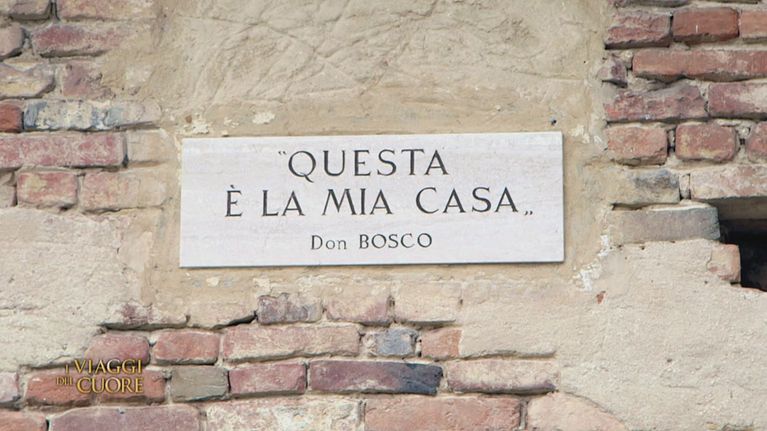 "QUESTA
È LA MIA CASA„
Don BOSCO
I VIAGGI
DEL CUORE